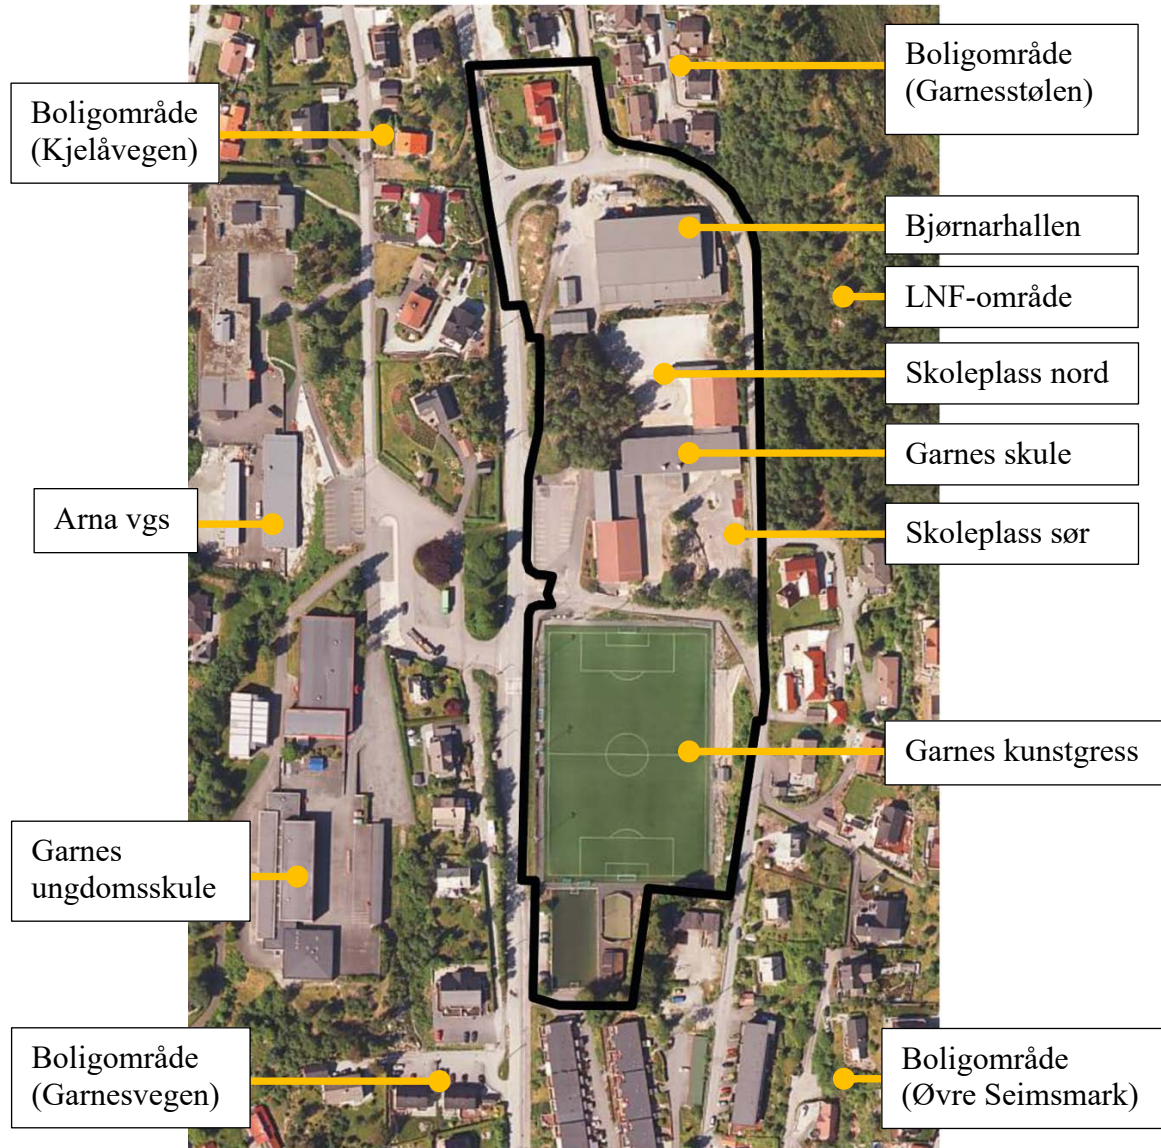 Boligområde
(Kjelåvegen)
Arna vgs
Garnes
ungdomsskule
Boligområde
(Garnesvegen)
Boligområde
(Garnesstølen)
Bjørnarhallen
LNF-område
Skoleplass nord
Garnes skule
Skoleplass sør
Garnes kunstgress
Boligområde
(Øvre Seimsmark)